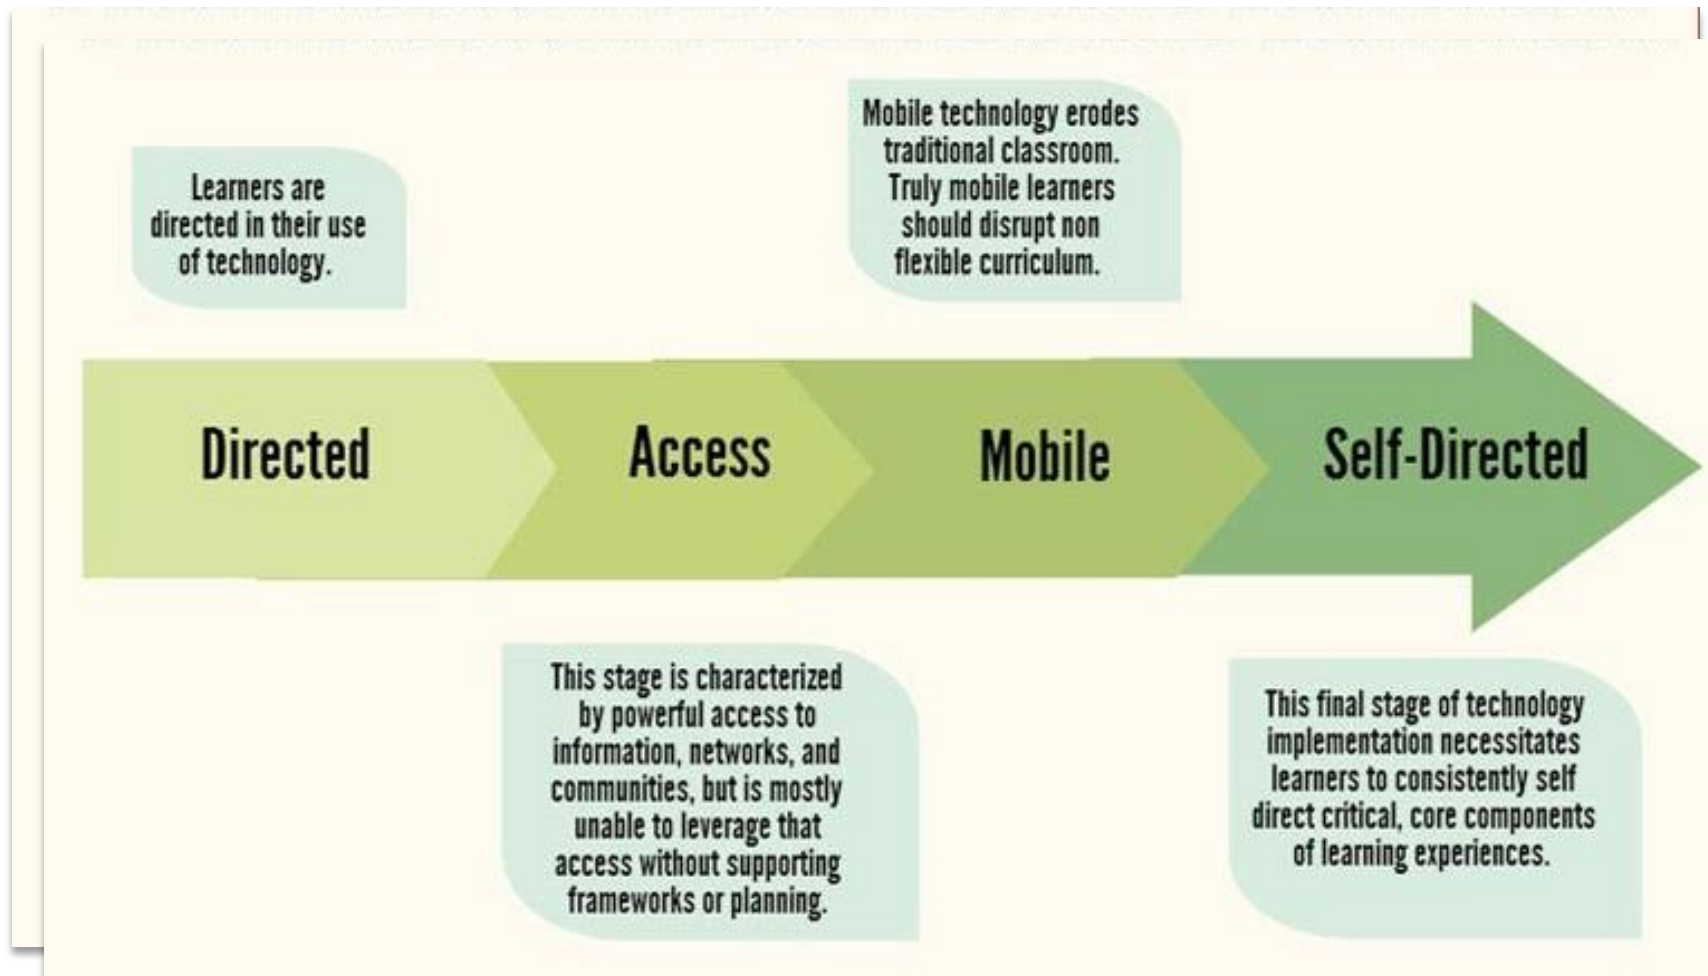 Learners are
directed in their use
of technology.
Mobile technology erodes
traditional classroom.
Truly mobile learners
should disrupt non
flexible curriculum.
Directed
Access
Mobile
Self-Directed
This stage is characterized
by powerful access to
information, networks, and
communities, but is mostly
unable to leverage that
access without supporting
frameworks or planning.
This final stage of technology
implementation necessitates
learners to consistently self
direct critical, core components
of learning experiences.